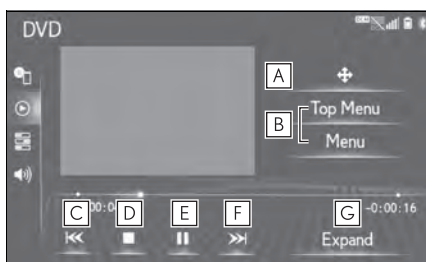 DVD
A
Top Menu
B
Menu
C D E F G
-0:00:16
Expand